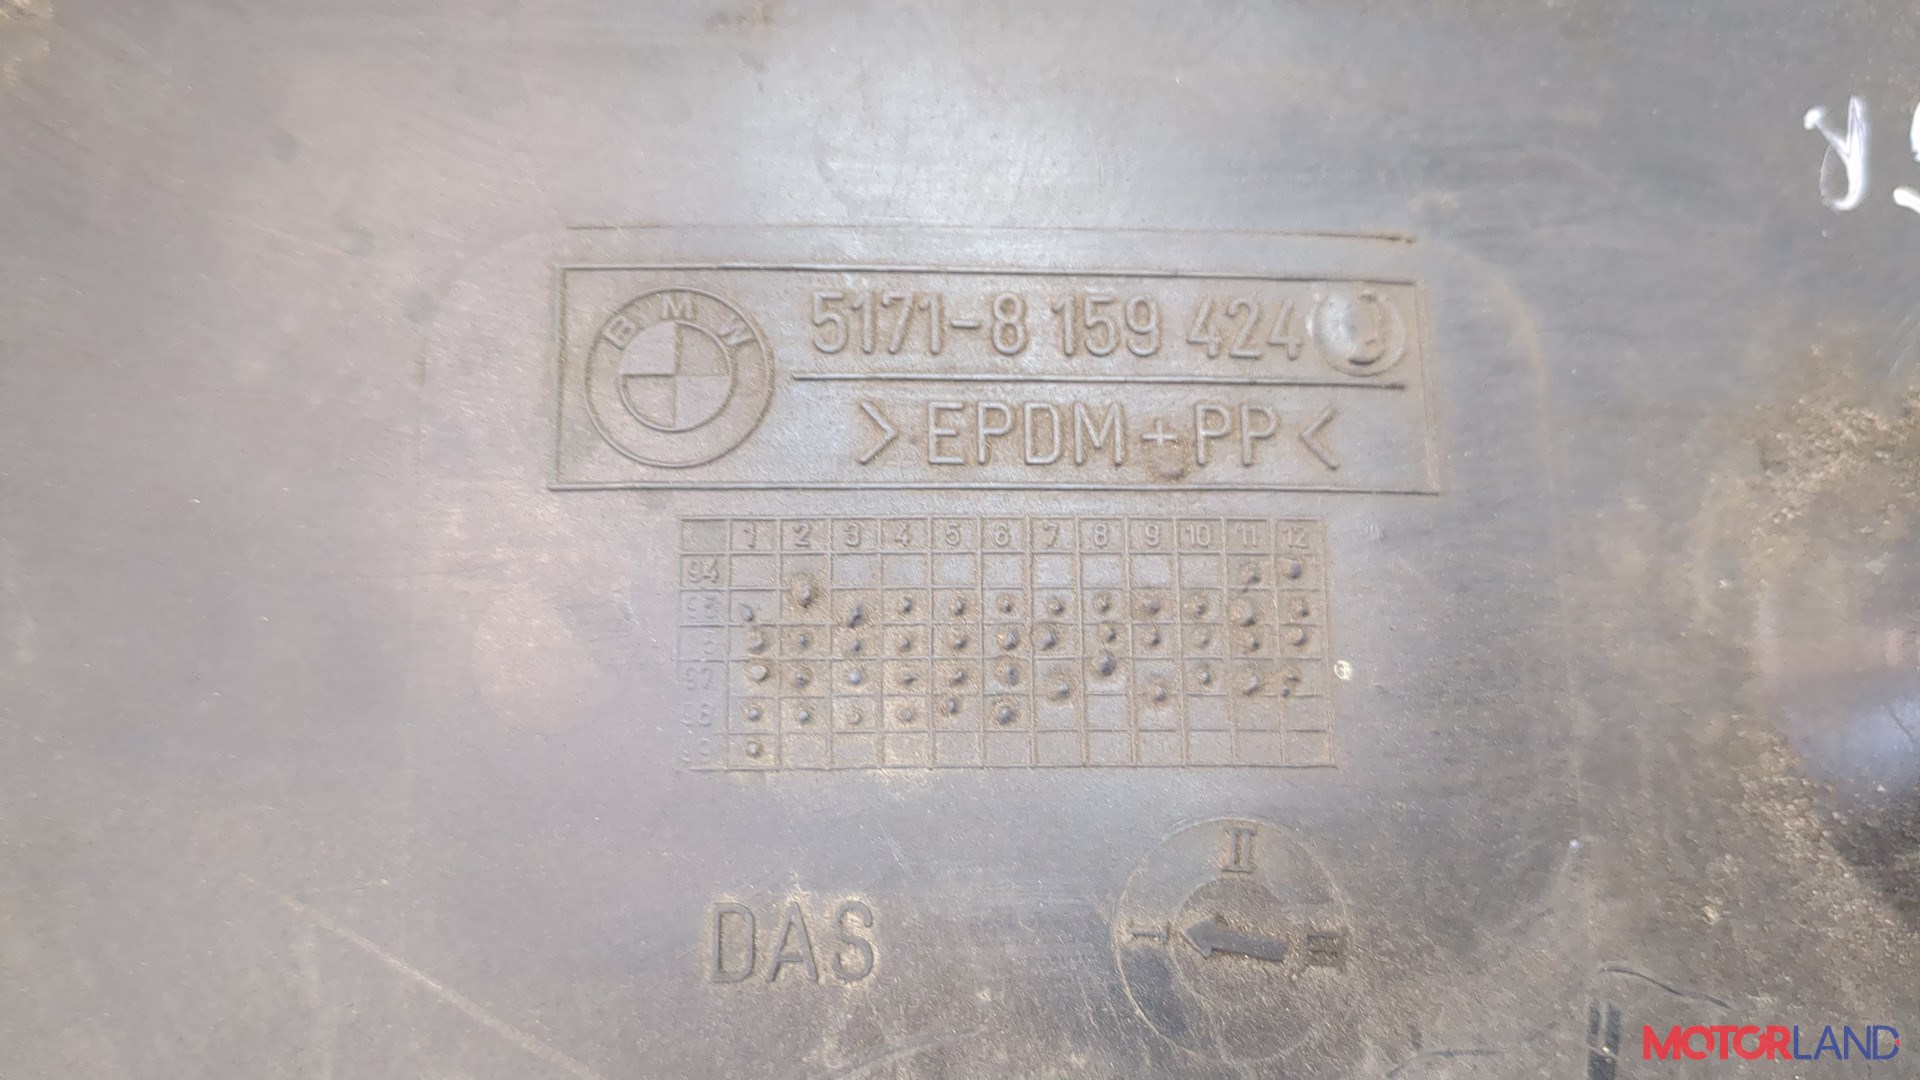 BMW
5171-8 159 424
>EPDM+PP<
1 2 3 4 5 6 7 8 9 10 11 12
94
97
98
DAS
II
I III
MOTORLAND